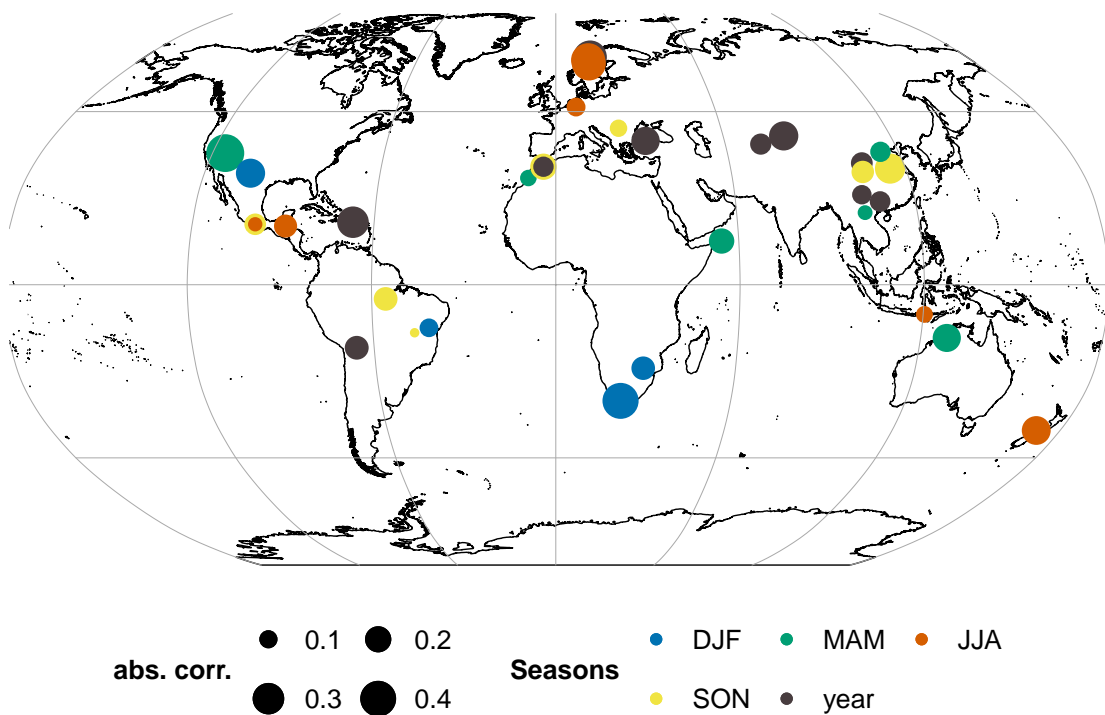 abs. corr.
0.1
0.2
0.3
0.4
Seasons
DJF
MAM
JJA
SON
year